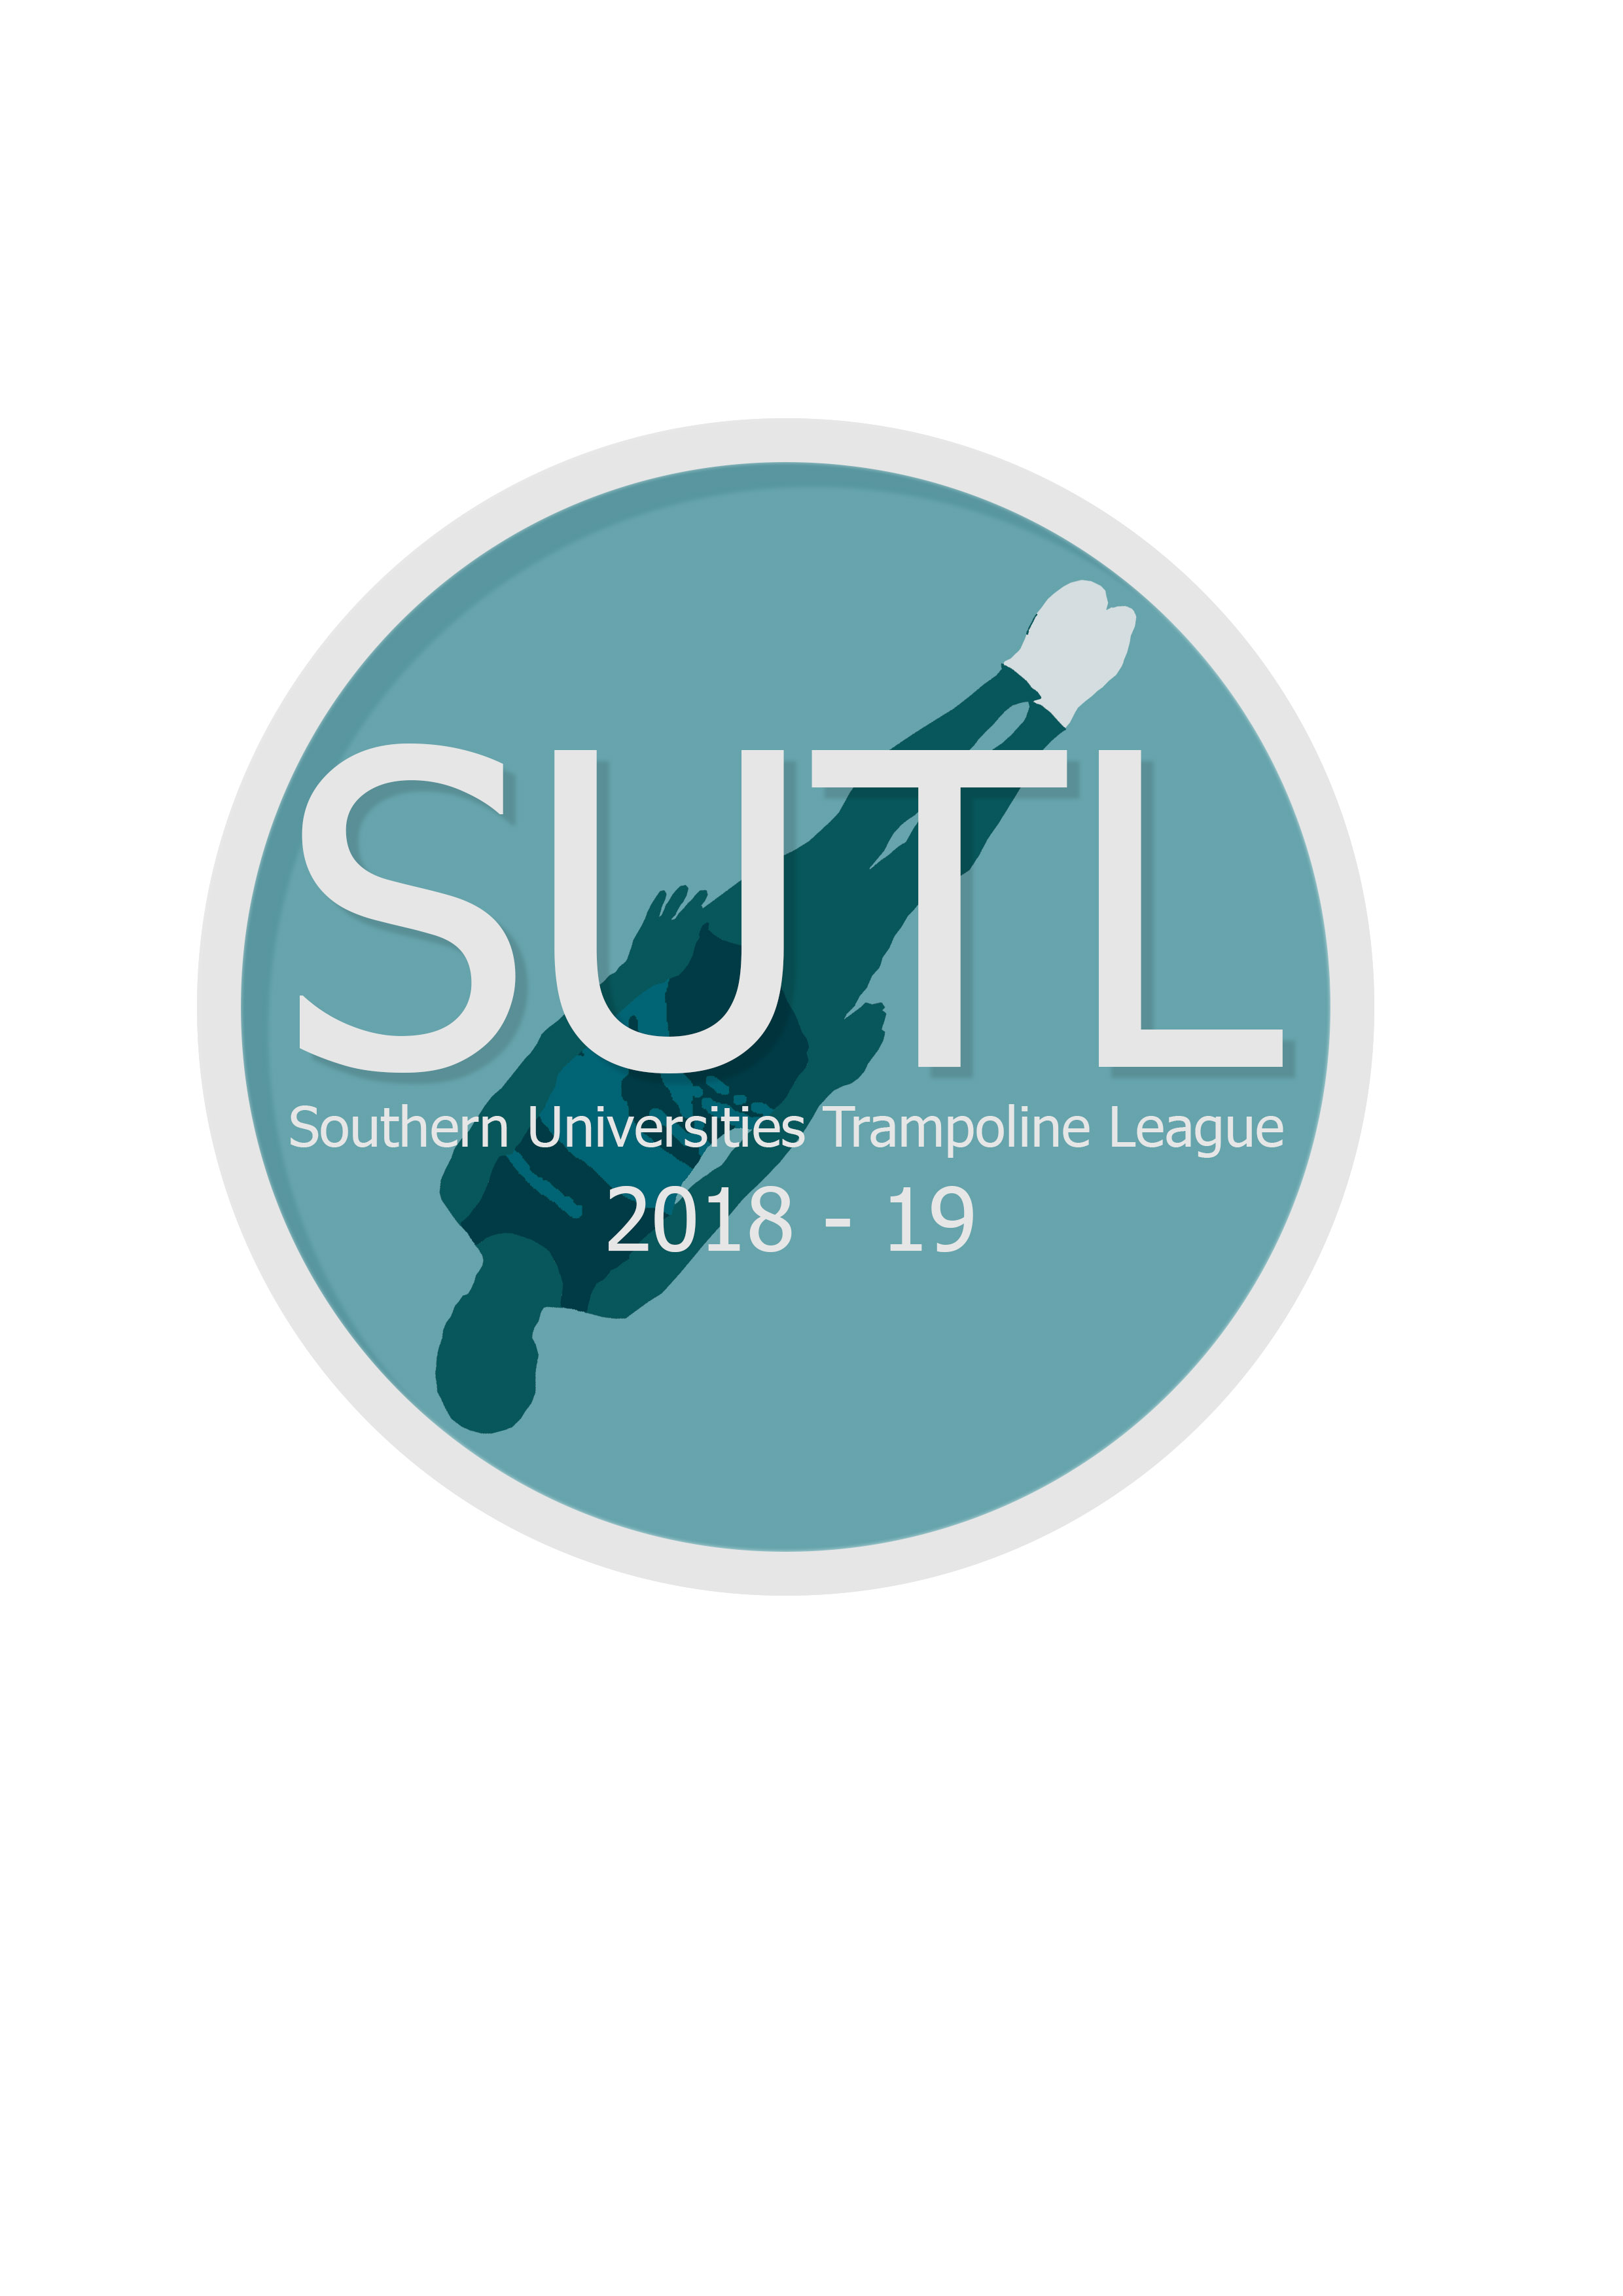 SUTL
Southern Universities Trampoline League
2018 - 19